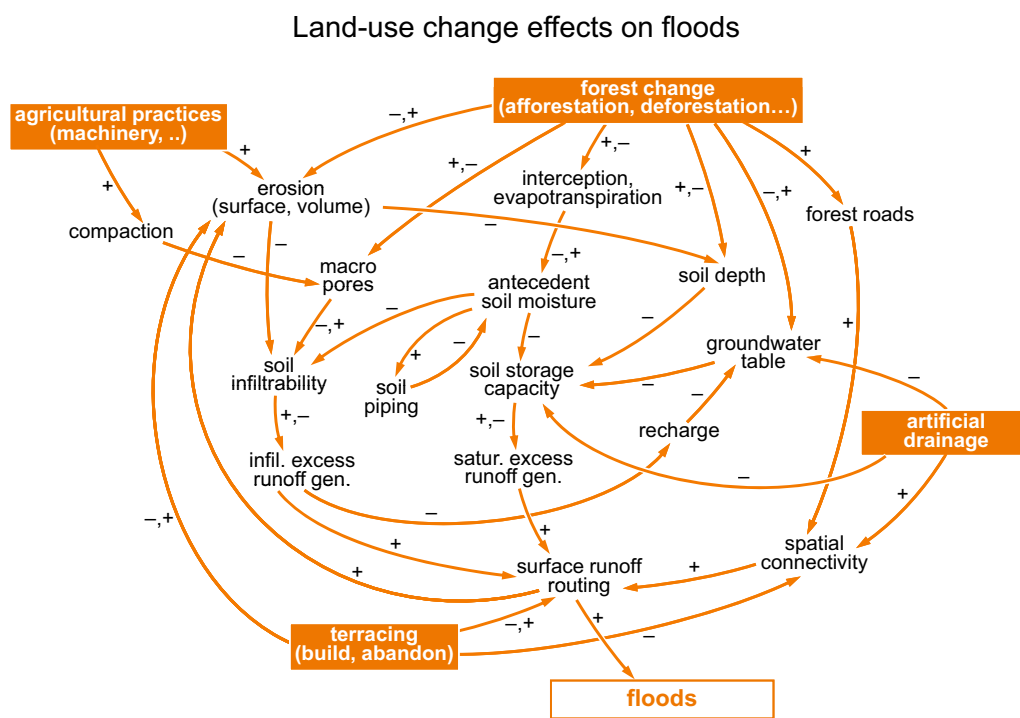 Land-use change effects on floods
forest change
(afforestation, deforestation...)
agricultural practices
(machinery, ..)
–,+
+
+
+
+,–
+,–
interception,
evapotranspiration
+,–
–,+
erosion
(surface, volume)
forest roads
compaction
–
–
–
–,+
macro
pores
antecedent
soil moisture
soil depth
–,+
–
–
–
+
groundwater
table
soil
infiltrability
+
–
soil
piping
soil storage
capacity
–
–
–
+,–
+,–
recharge
artificial
drainage
infil. excess
runoff gen.
satur. excess
runoff gen.
–
+
–,+
–
+
+
spatial
connectivity
surface runoff
routing
+
+
–,+
+
–
terracing
(build, abandon)
floods